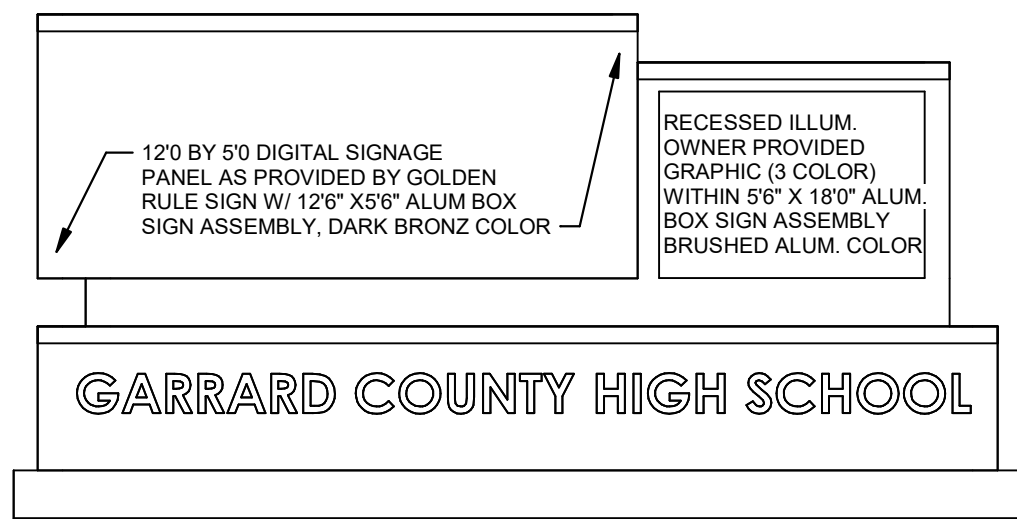 12'0 BY 5'0 DIGITAL SIGNAGE
PANEL AS PROVIDED BY GOLDEN
RULE SIGN W/ 12'6" X5'6" ALUM BOX
SIGN ASSEMBLY, DARK BRONZ COLOR
RECESSED ILLUM.
OWNER PROVIDED
GRAPHIC (3 COLOR)
WITHIN 5'6" X 18'0" ALUM.
BOX SIGN ASSEMBLY
BRUSHED ALUM. COLOR
GARRARD COUNTY HIGH SCHOOL